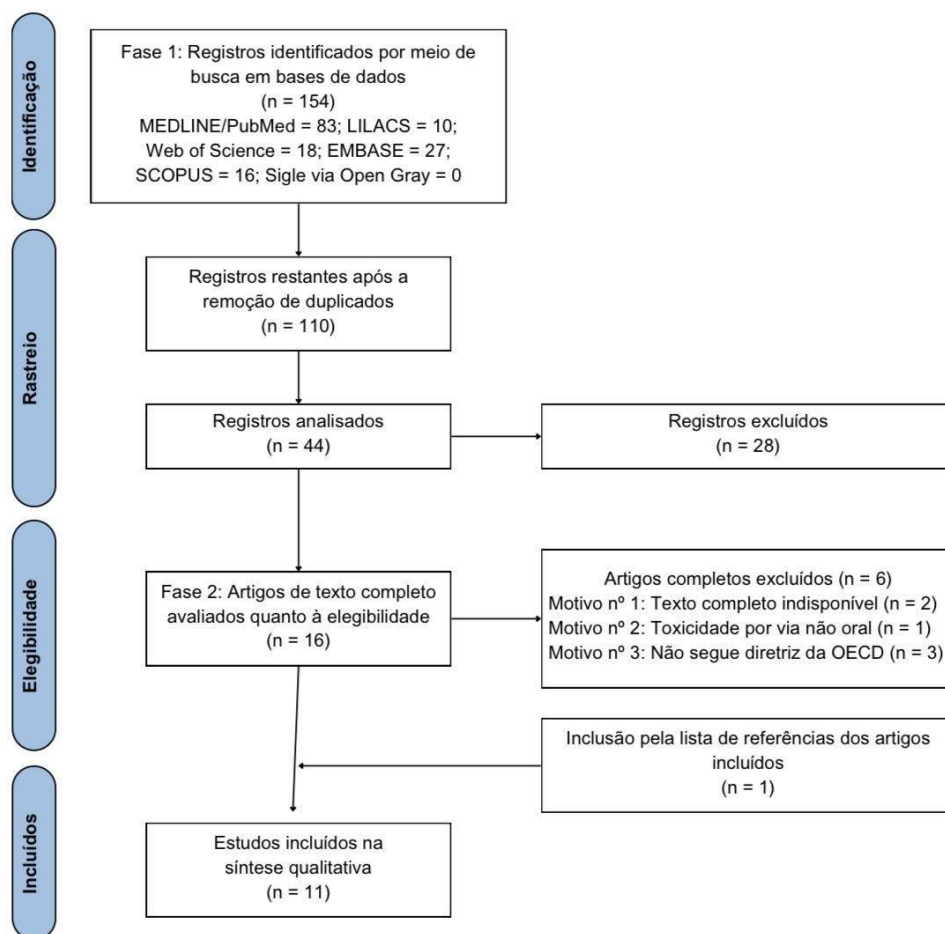 Identificação
Fase 1: Registros identificados por meio de
busca em bases de dados
(n = 154)
MEDLINE/PubMed = 83; LILACS = 10;
Web of Science = 18; EMBASE = 27;
SCOPUS = 16; Sigle via Open Gray = 0
Rastreio
Registros restantes após a
remoção de duplicados
(n = 110)
Registros analisados
(n = 44)
Registros excluídos
(n = 28)
Elegibilidade
Fase 2: Artigos de texto completo
avaliados quanto à elegibilidade
(n = 16)
Artigos completos excluídos (n = 6)
Motivo nº 1: Texto completo indisponível (n = 2)
Motivo nº 2: Toxicidade por via não oral (n = 1)
Motivo nº 3: Não segue diretriz da OECD (n = 3)
Inclusão pela lista de referências dos artigos
incluídos
(n = 1)
Incluídos
Estudos incluídos na
síntese qualitativa
(n = 11)